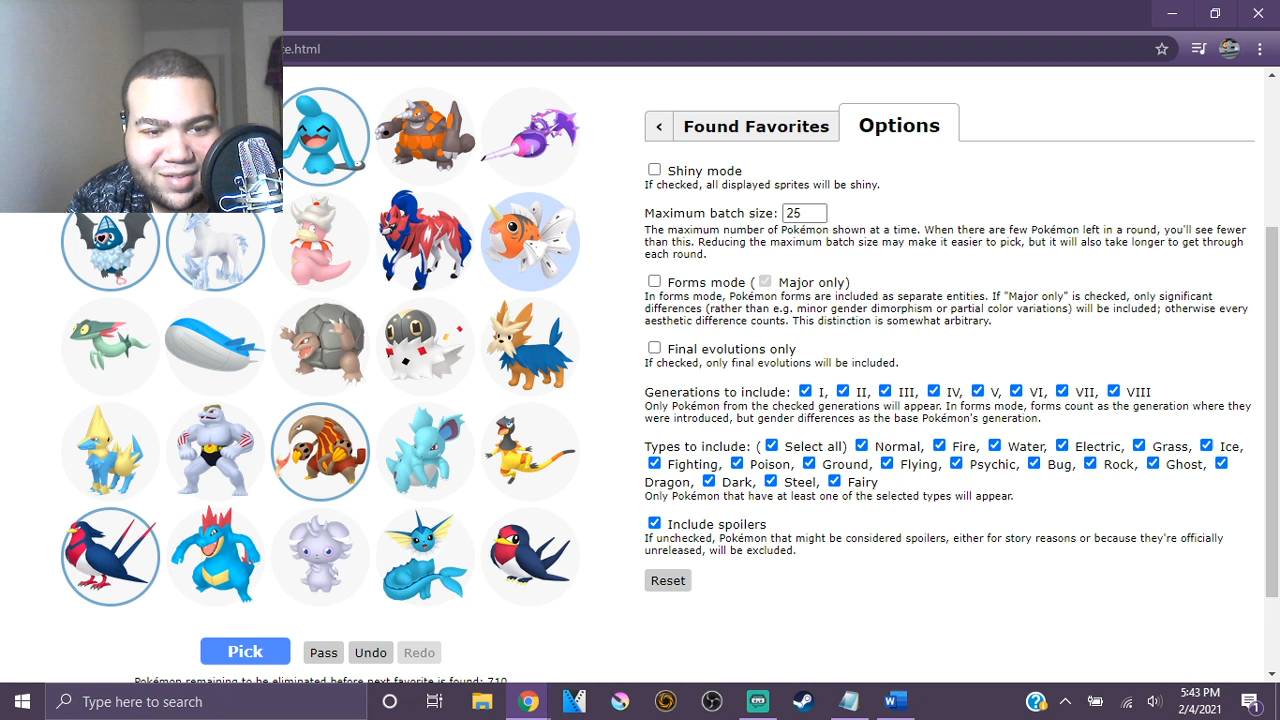 te.html
‹ Found Favorites Options
Shiny mode
If checked, all displayed sprites will be shiny.
Maximum batch size: 25
The maximum number of Pokémon shown at a time. When there are few Pokémon left in a round, you'll see fewer
than this. Reducing the maximum batch size may make it easier to pick, but it will also take longer to get through
each round.
Forms mode ( Major only)
In forms mode, Pokémon forms are included as separate entities. If "Major only" is checked, only significant
differences (rather than e.g. minor gender dimorphism or partial color variations) will be included; otherwise every
aesthetic difference counts. This distinction is somewhat arbitrary.
Final evolutions only
If checked, only final evolutions will be included.
Generations to include: I, II, III, IV, V, VI, VII, VIII
Only Pokémon from the checked generations will appear. In forms mode, forms count as the generation where they
were introduced, but gender differences as the base Pokémon's generation.
Types to include: ( Select all) Normal, Fire, Water, Electric, Grass, Ice,
Fighting, Poison, Ground, Flying, Psychic, Bug, Rock, Ghost,
Dragon, Dark, Steel, Fairy
Only Pokémon that have at least one of the selected types will appear.
Include spoilers
If unchecked, Pokémon that might be considered spoilers, either for story reasons or because they're officially
unreleased, will be excluded.
Reset
Pick Pass Undo Redo
Pokémon remaining to be eliminated before next favorite is found: 710
Type here to search
5:43 PM
2/4/2021